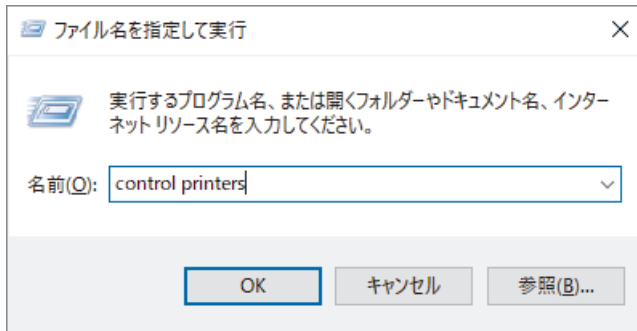 ファイル名を指定して実行
実行するプログラム名、または開くフォルダーやドキュメント名、インター
ネット リソース名を入力してください。
名前(O): control printers
OK キャンセル 参照(B)...